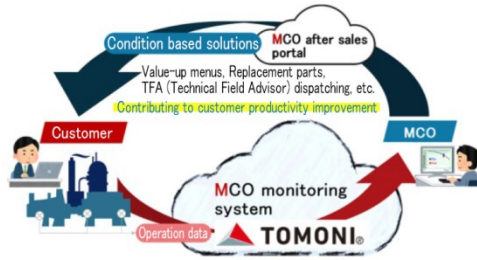 Condition based solutions
MCO after sales
portal
Value-up menus, Replacement parts,
TFA (Technical Field Advisor) dispatching, etc.
Contributing to customer productivity improvement
Customer
MCO
MCO monitoring
system
Operation data
TOMONI®